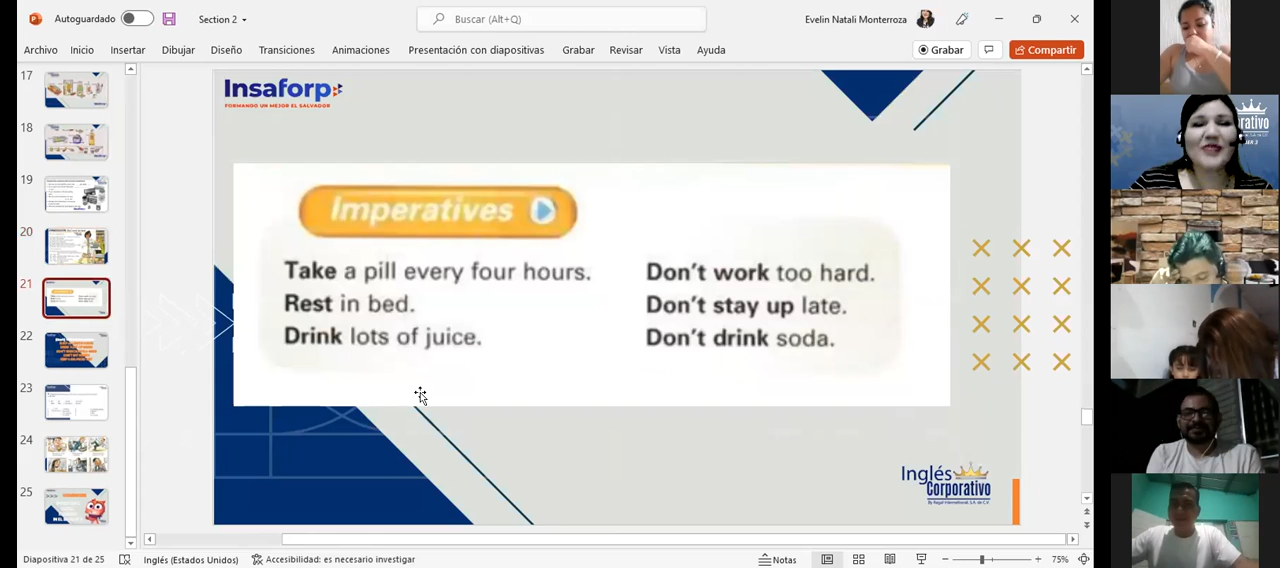 Autoguardado
Section 2
Buscar (Alt+Q)
Evelin Natali Monterroza
Archivo Inicio Insertar Dibujar Diseño Transiciones Animaciones Presentación con diapositivas Grabar Revisar Vista Ayuda
Grabar
Compartir
17
18
19
20
21
22
23
24
25
Insaforp
FORMANDO UN MEJOR EL SALVADOR
Imperatives
Take a pill every four hours.
Rest in bed.
Drink lots of juice.
Don't work too hard.
Don't stay up late.
Don't drink soda.
Inglés
Corporativo
By Regal International, S.A. de C.V.
Diapositiva 21 de 25
Inglés (Estados Unidos)
Accesibilidad: es necesario investigar
Notas
75%